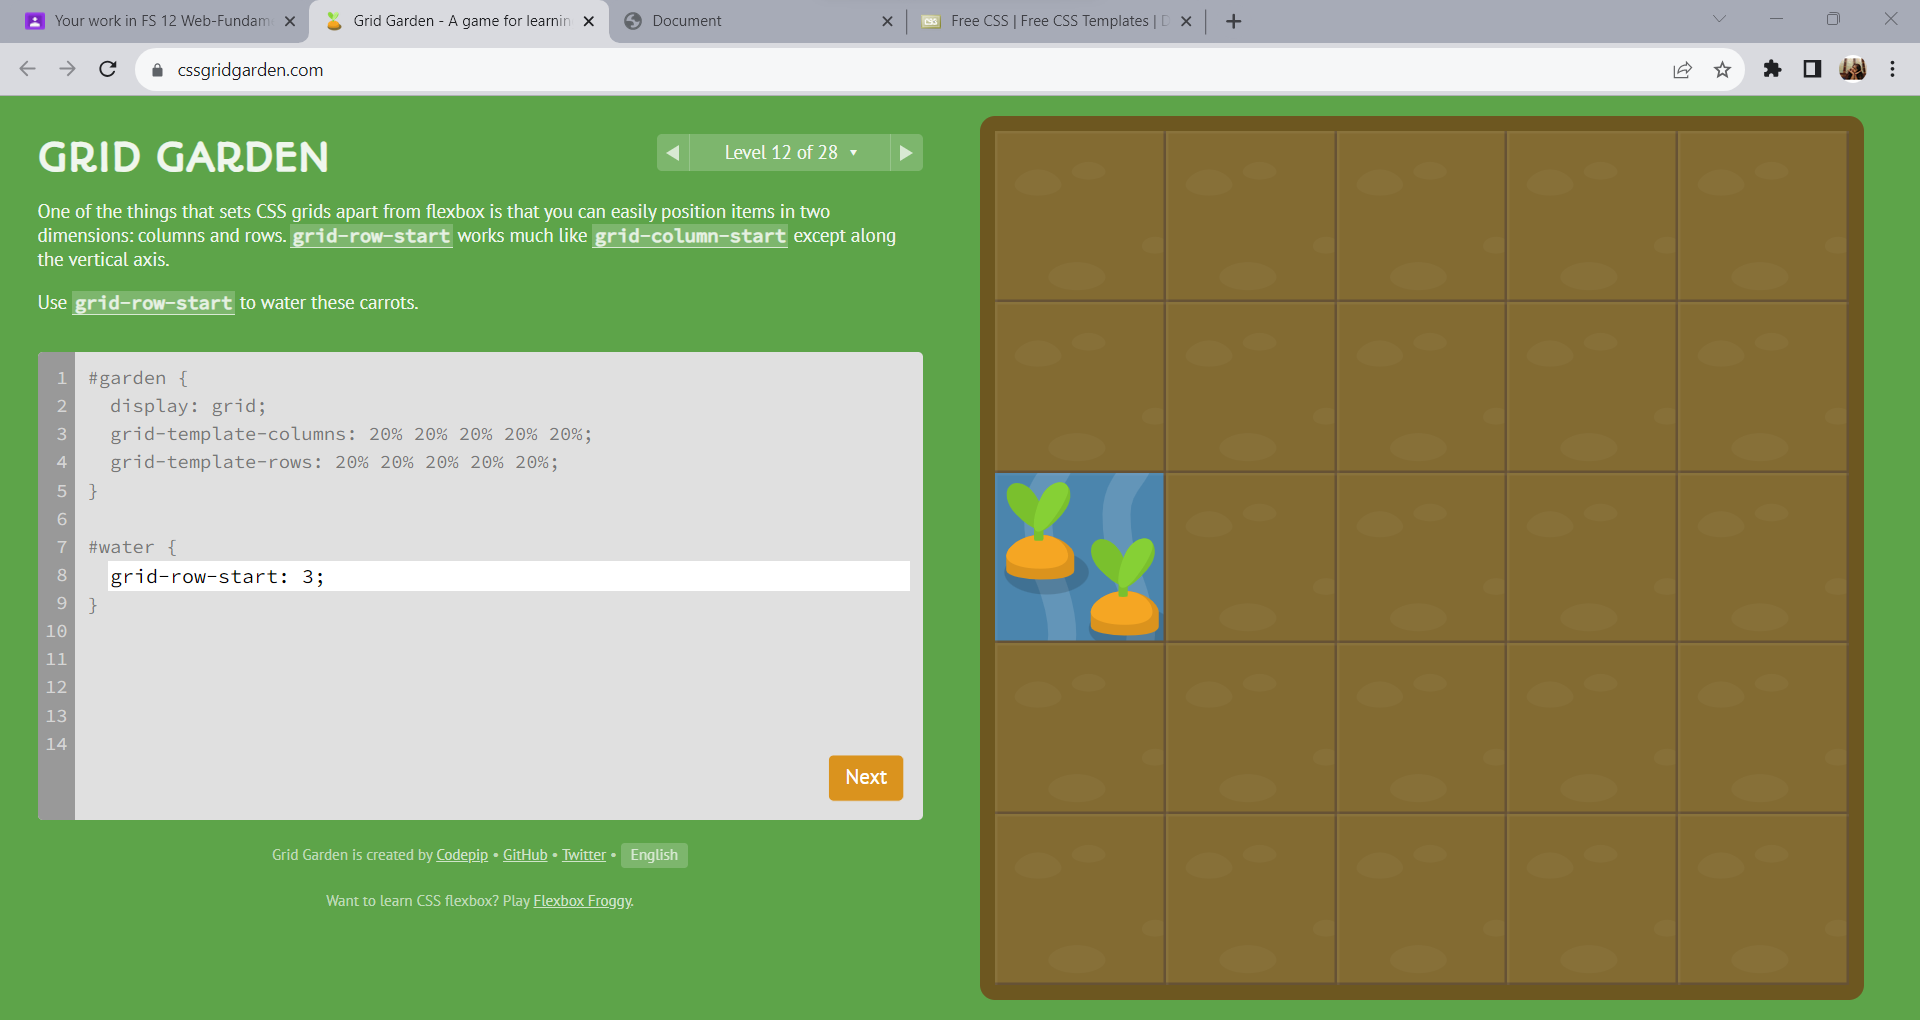 Your work in FS 12 Web-Fundam
Grid Garden - A game for learnin
Document
Free CSS | Free CSS Templates | D
cssgridgarden.com
GRID GARDEN
Level 12 of 28
One of the things that sets CSS grids apart from flexbox is that you can easily position items in two
dimensions: columns and rows. grid-row-start works much like grid-column-start except along
the vertical axis.
Use grid-row-start to water these carrots.
1 #garden {
2 display: grid;
3 grid-template-columns: 20% 20% 20% 20% 20%;
4 grid-template-rows: 20% 20% 20% 20% 20%;
5 }
6
7 #water {
8 grid-row-start: 3;
9 }
10
11
12
13
14
Next
Grid Garden is created by Codepip • GitHub • Twitter • English
Want to learn CSS flexbox? Play Flexbox Froggy.